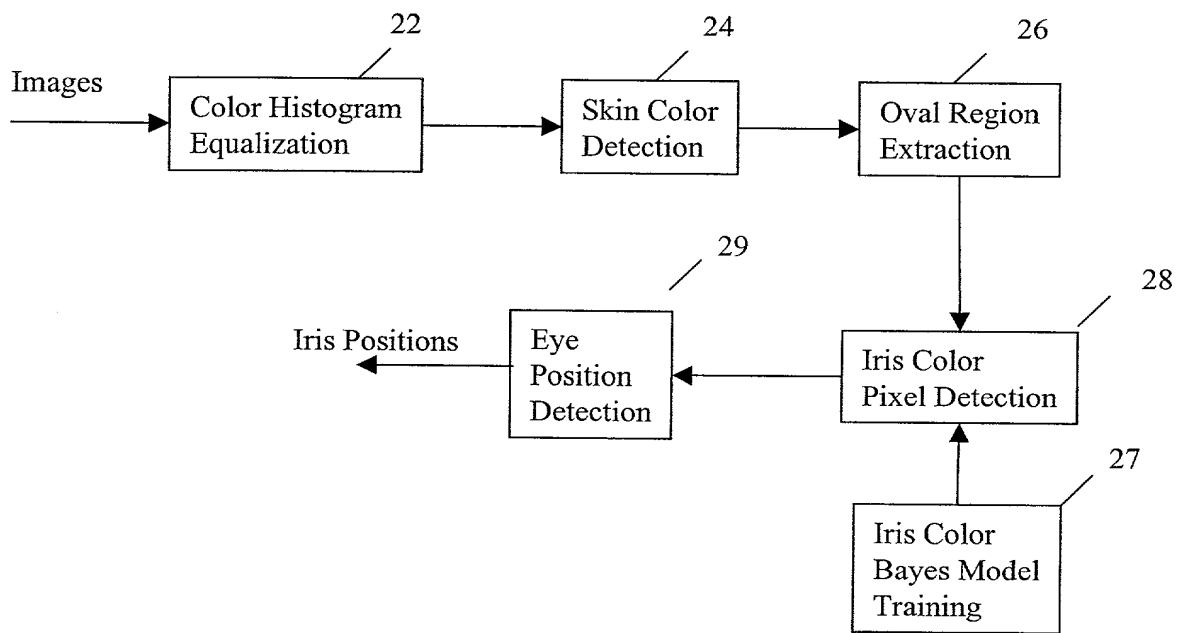 22
24
26
Images
Color Histogram
Equalization
Skin Color
Detection
Oval Region
Extraction
29
28
Iris Positions
Eye
Position
Detection
Iris Color
Pixel Detection
27
Iris Color
Bayes Model
Training